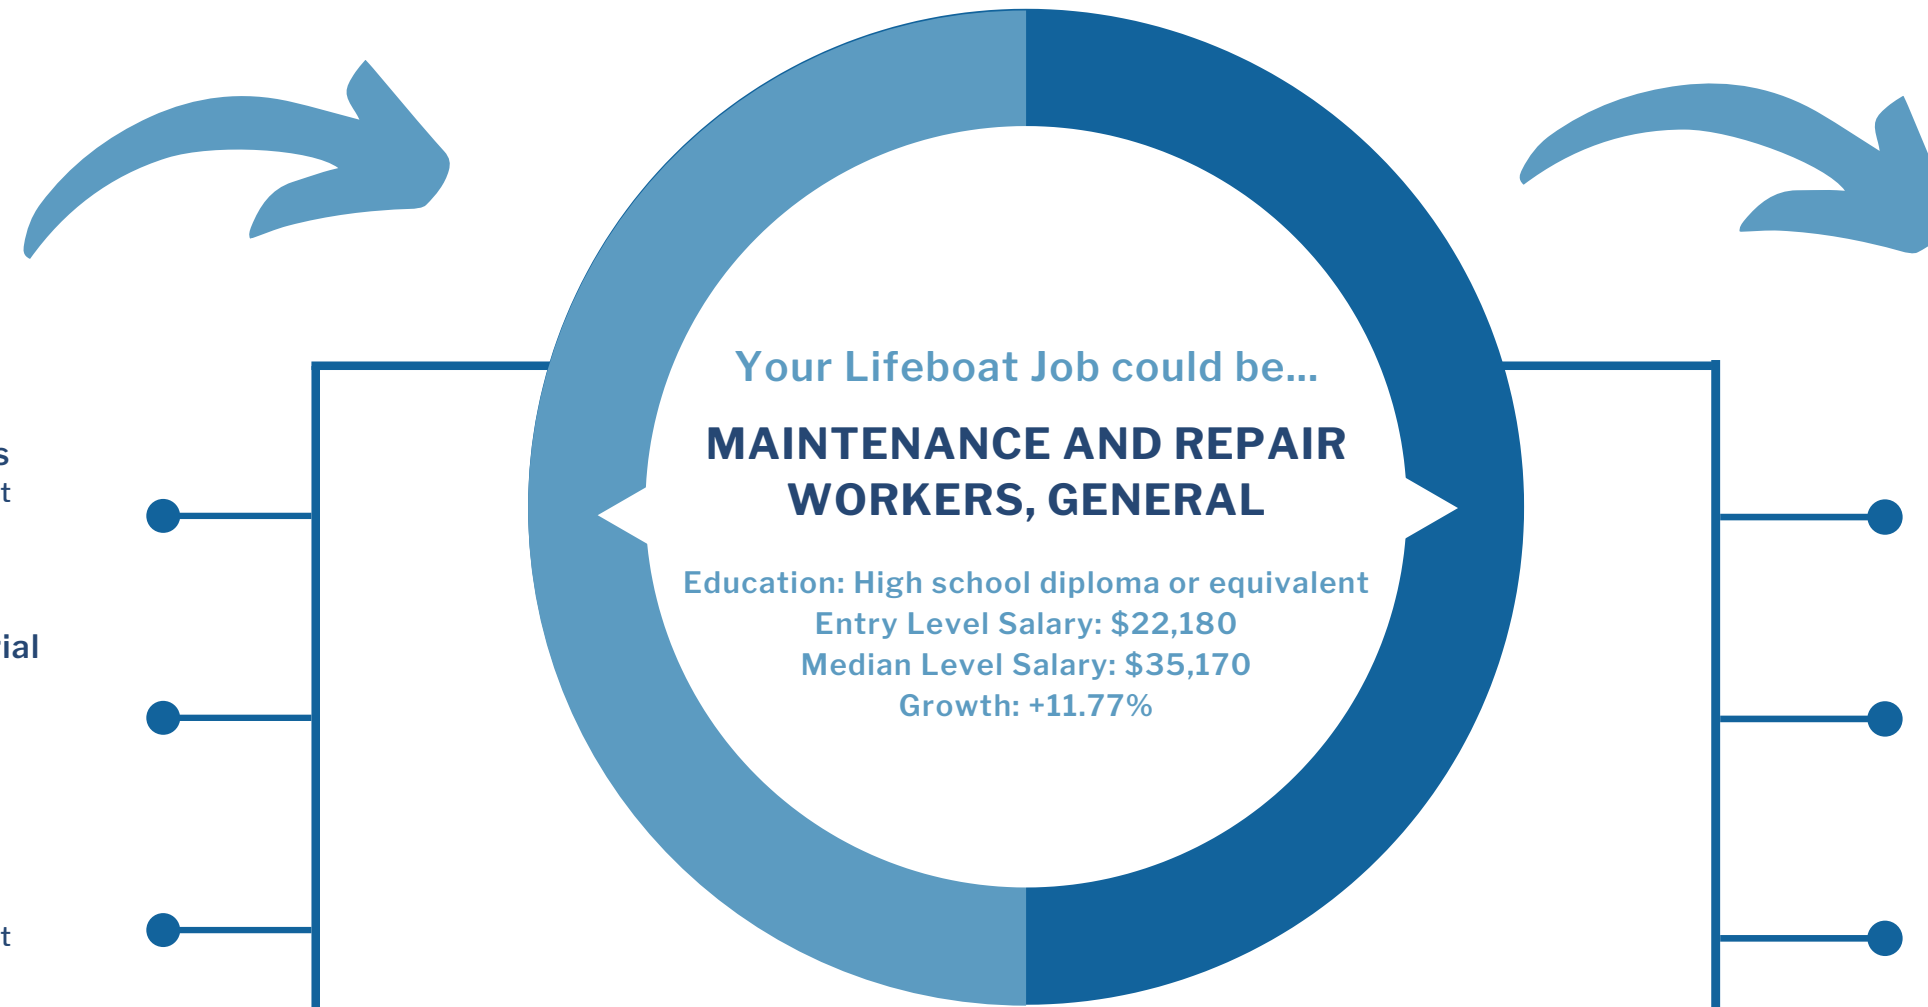 Your Lifeboat Job could be...
MAINTENANCE AND REPAIR
WORKERS, GENERAL
Education: High school diploma or equivalent
Entry Level Salary: $22,180
Median Level Salary: $35,170
Growth: +11.77%